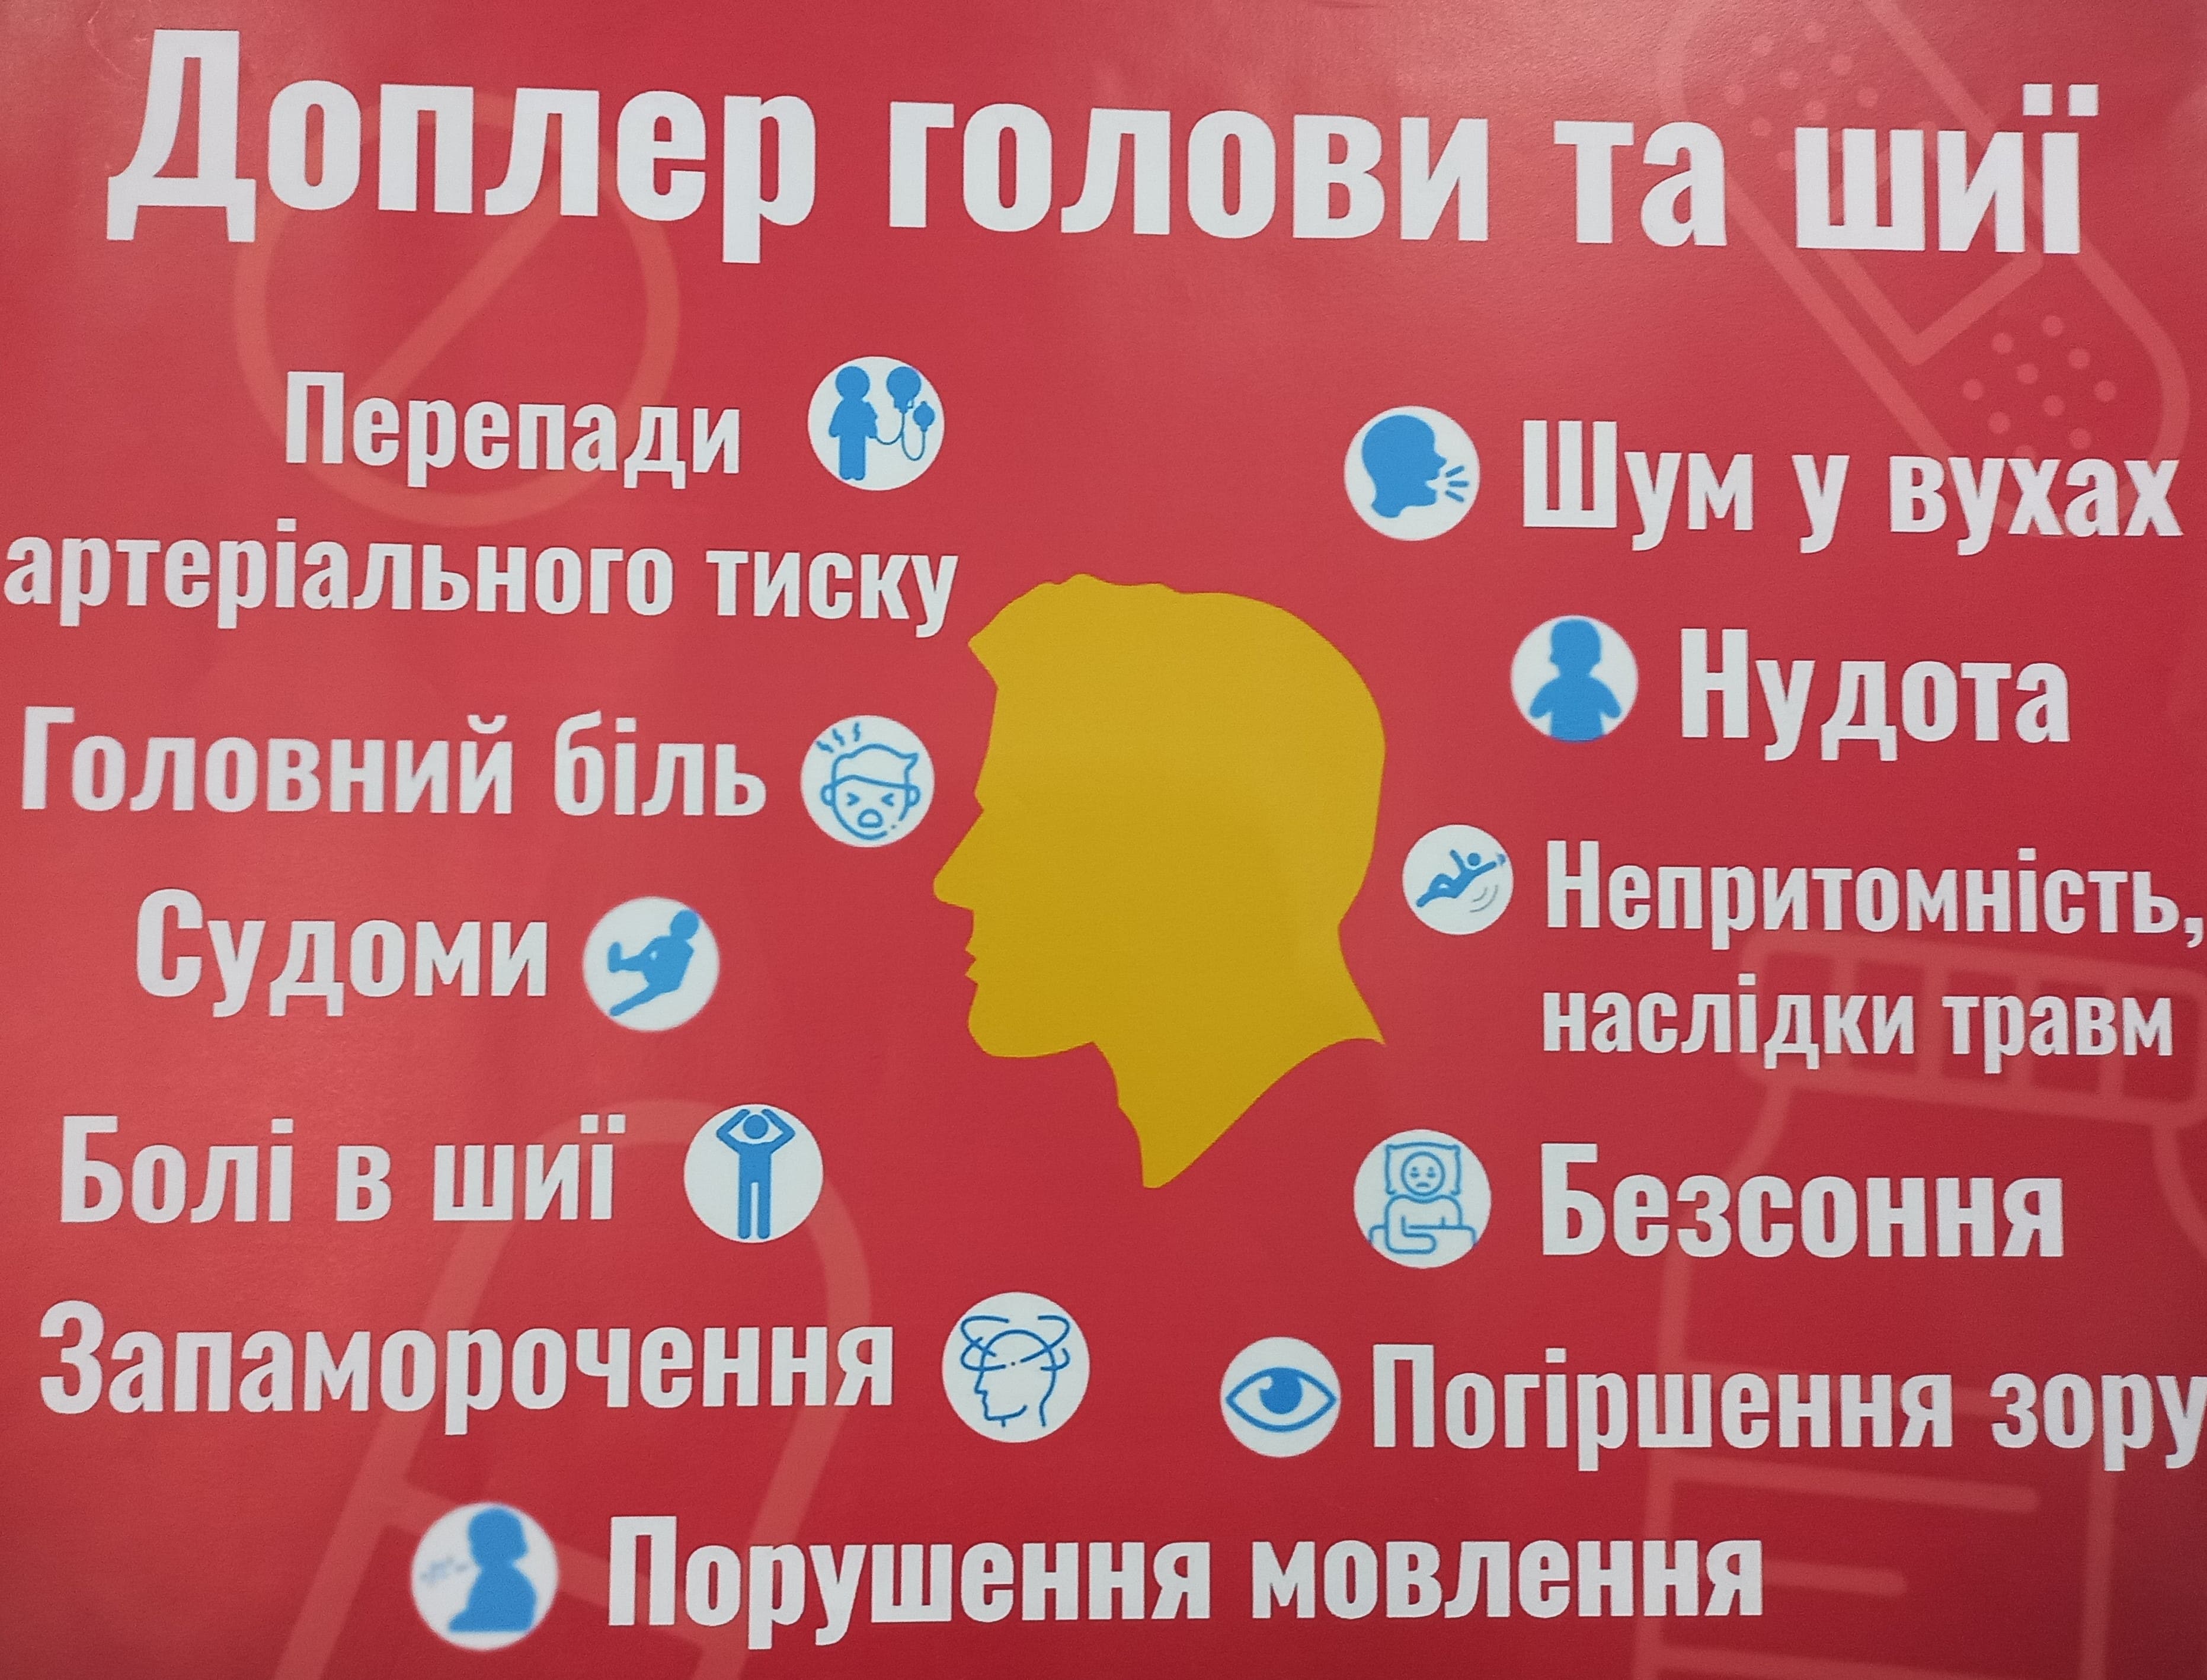 Доплер голови та шиї
Перепади
артеріального тиску
Головний біль
Судоми
Болі в шиї
Запаморочення
Шум у вухах
Нудота
Непритомність,
наслідки травм
Безсоння
Погіршення зору
Порушення мовлення